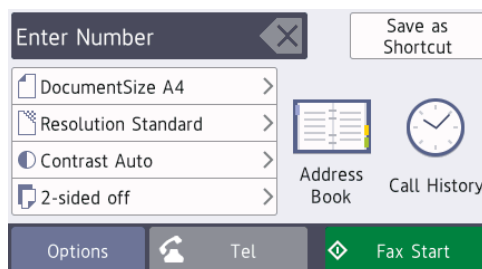 Enter Number
Save as
Shortcut
DocumentSize A4
Resolution Standard
Contrast Auto
2-sided off
Address
Book
Call History
Options
Tel
Fax Start